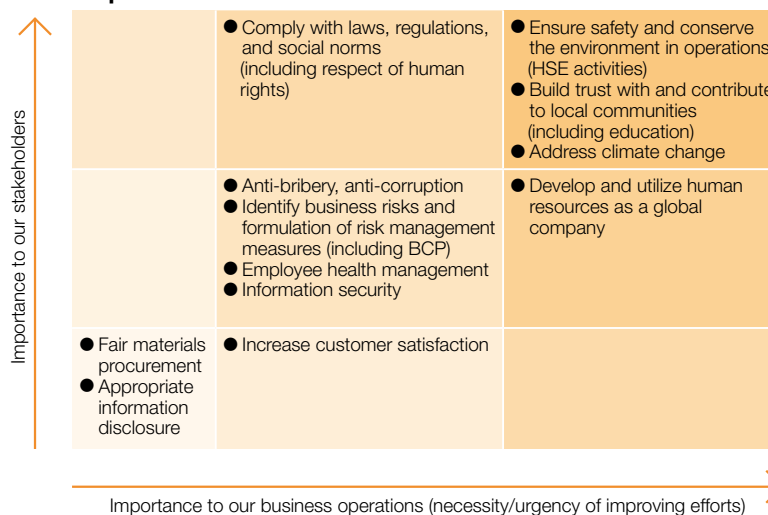 ● Comply with laws, regulations,
and social norms
(including respect of human
rights)
● Ensure safety and conserve
the environment in operations
(HSE activities)
● Build trust with and contribute
to local communities
(including education)
● Address climate change
● Anti-bribery, anti-corruption
● Identify business risks and
formulation of risk management
measures (including BCP)
● Employee health management
● Information security
● Develop and utilize human
resources as a global
company
● Fair materials
procurement
● Appropriate
information
disclosure
● Increase customer satisfaction
Importance to our stakeholders
Importance to our business operations (necessity/urgency of improving efforts)